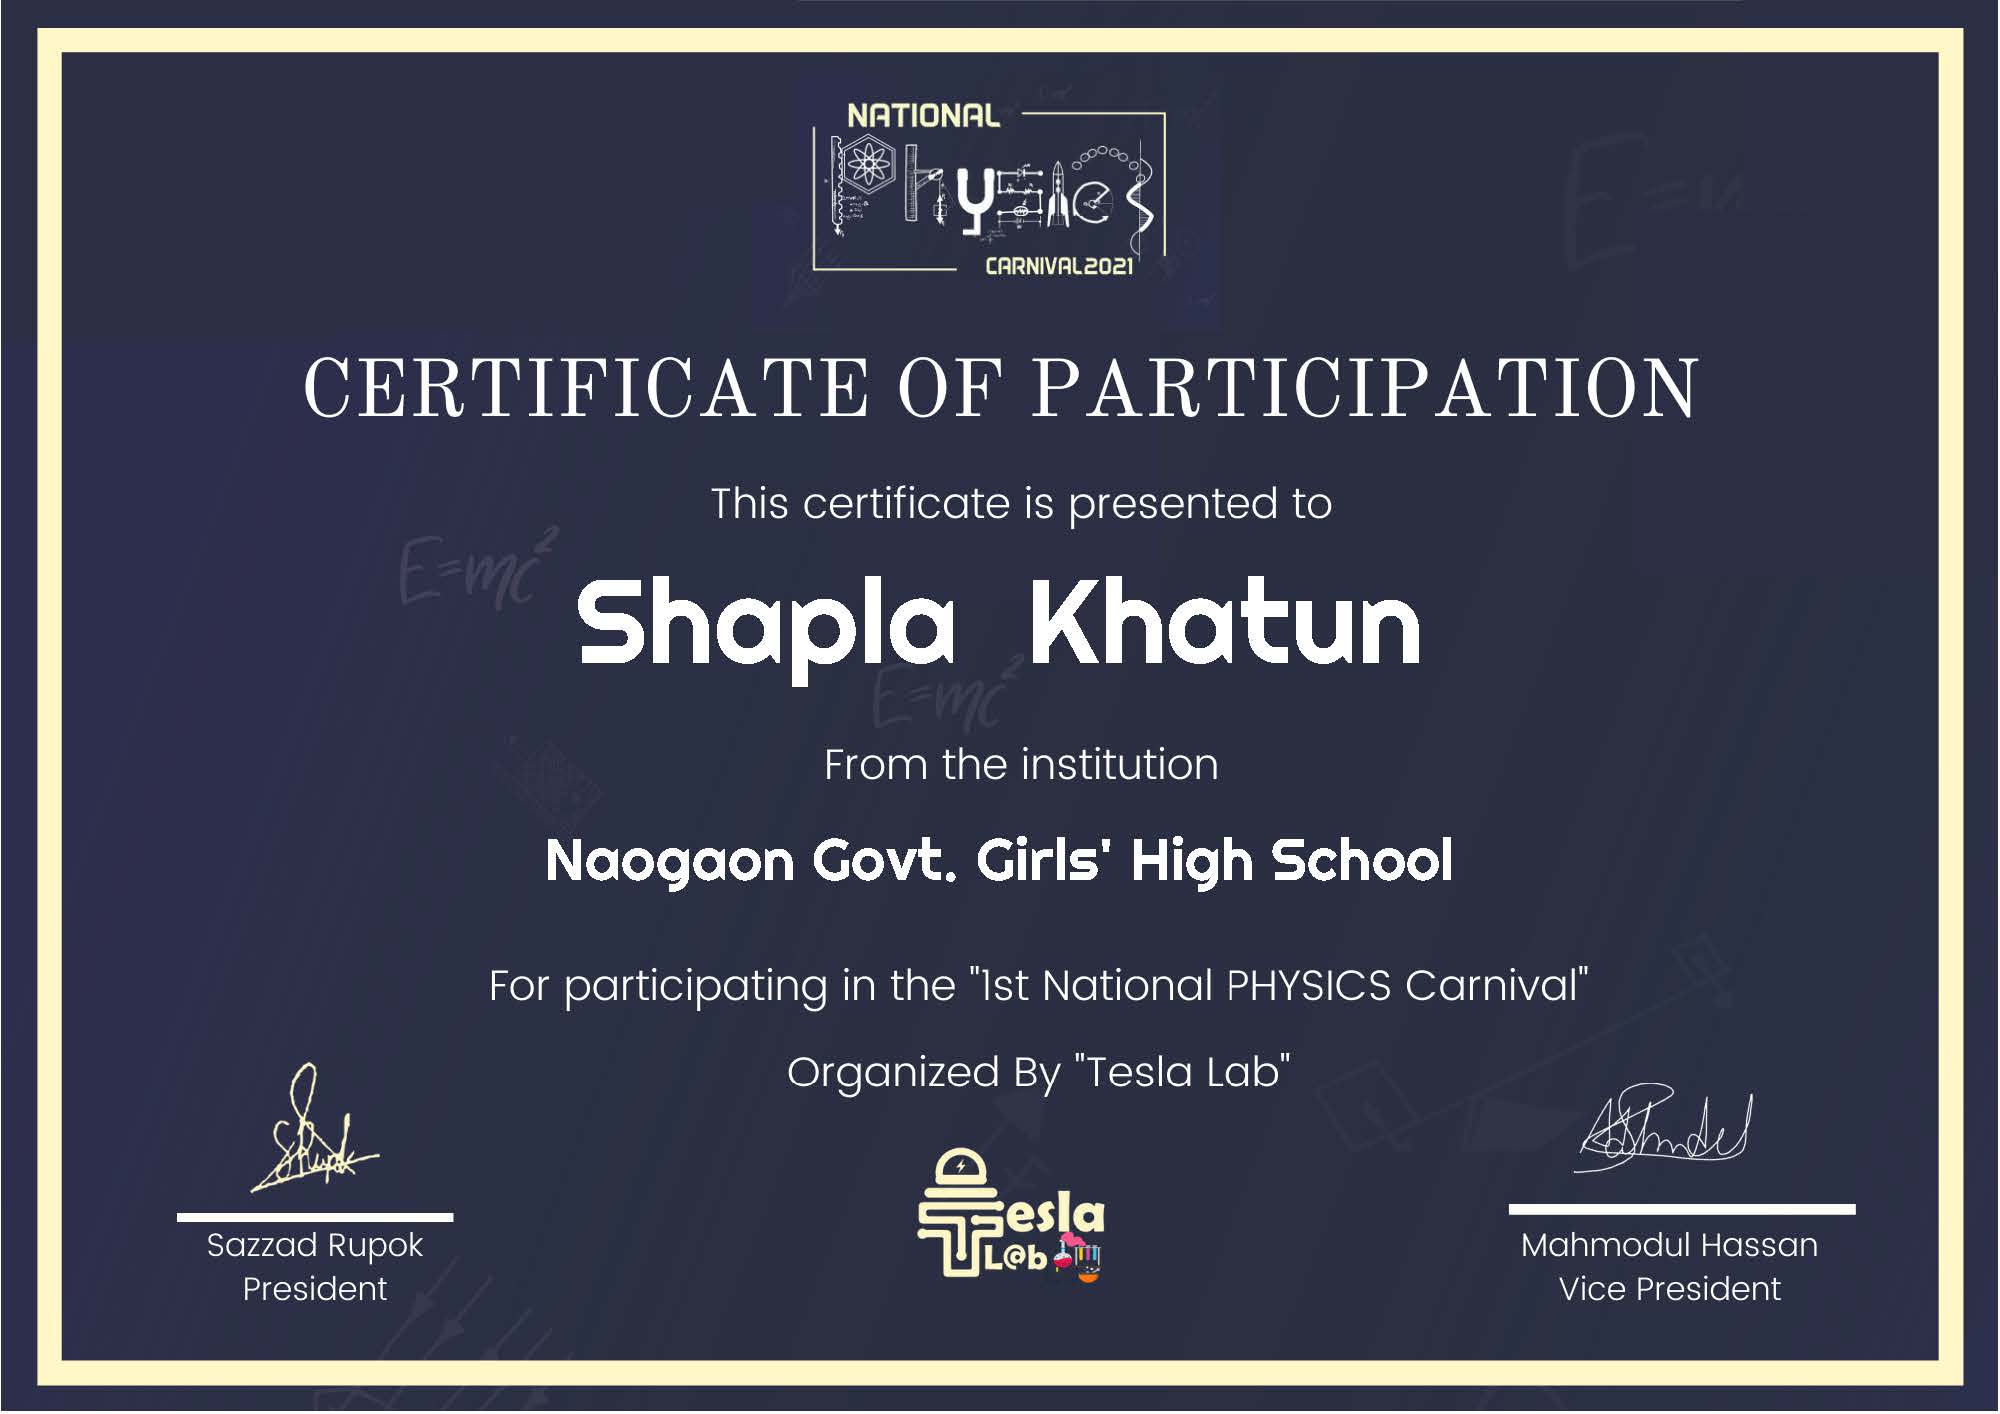 NATIONAL
Physics
CARNIVAL2021
CERTIFICATE OF PARTICIPATION
This certificate is presented to
E=mc²
Shapla Khatun
E=mc²
From the institution
Naogaon Govt. Girls' High School
For participating in the "1st National PHYSICS Carnival"
Organized By "Tesla Lab"
Tesla
L@b
Sazzad Rupok
President
Mahmodul Hassan
Vice President